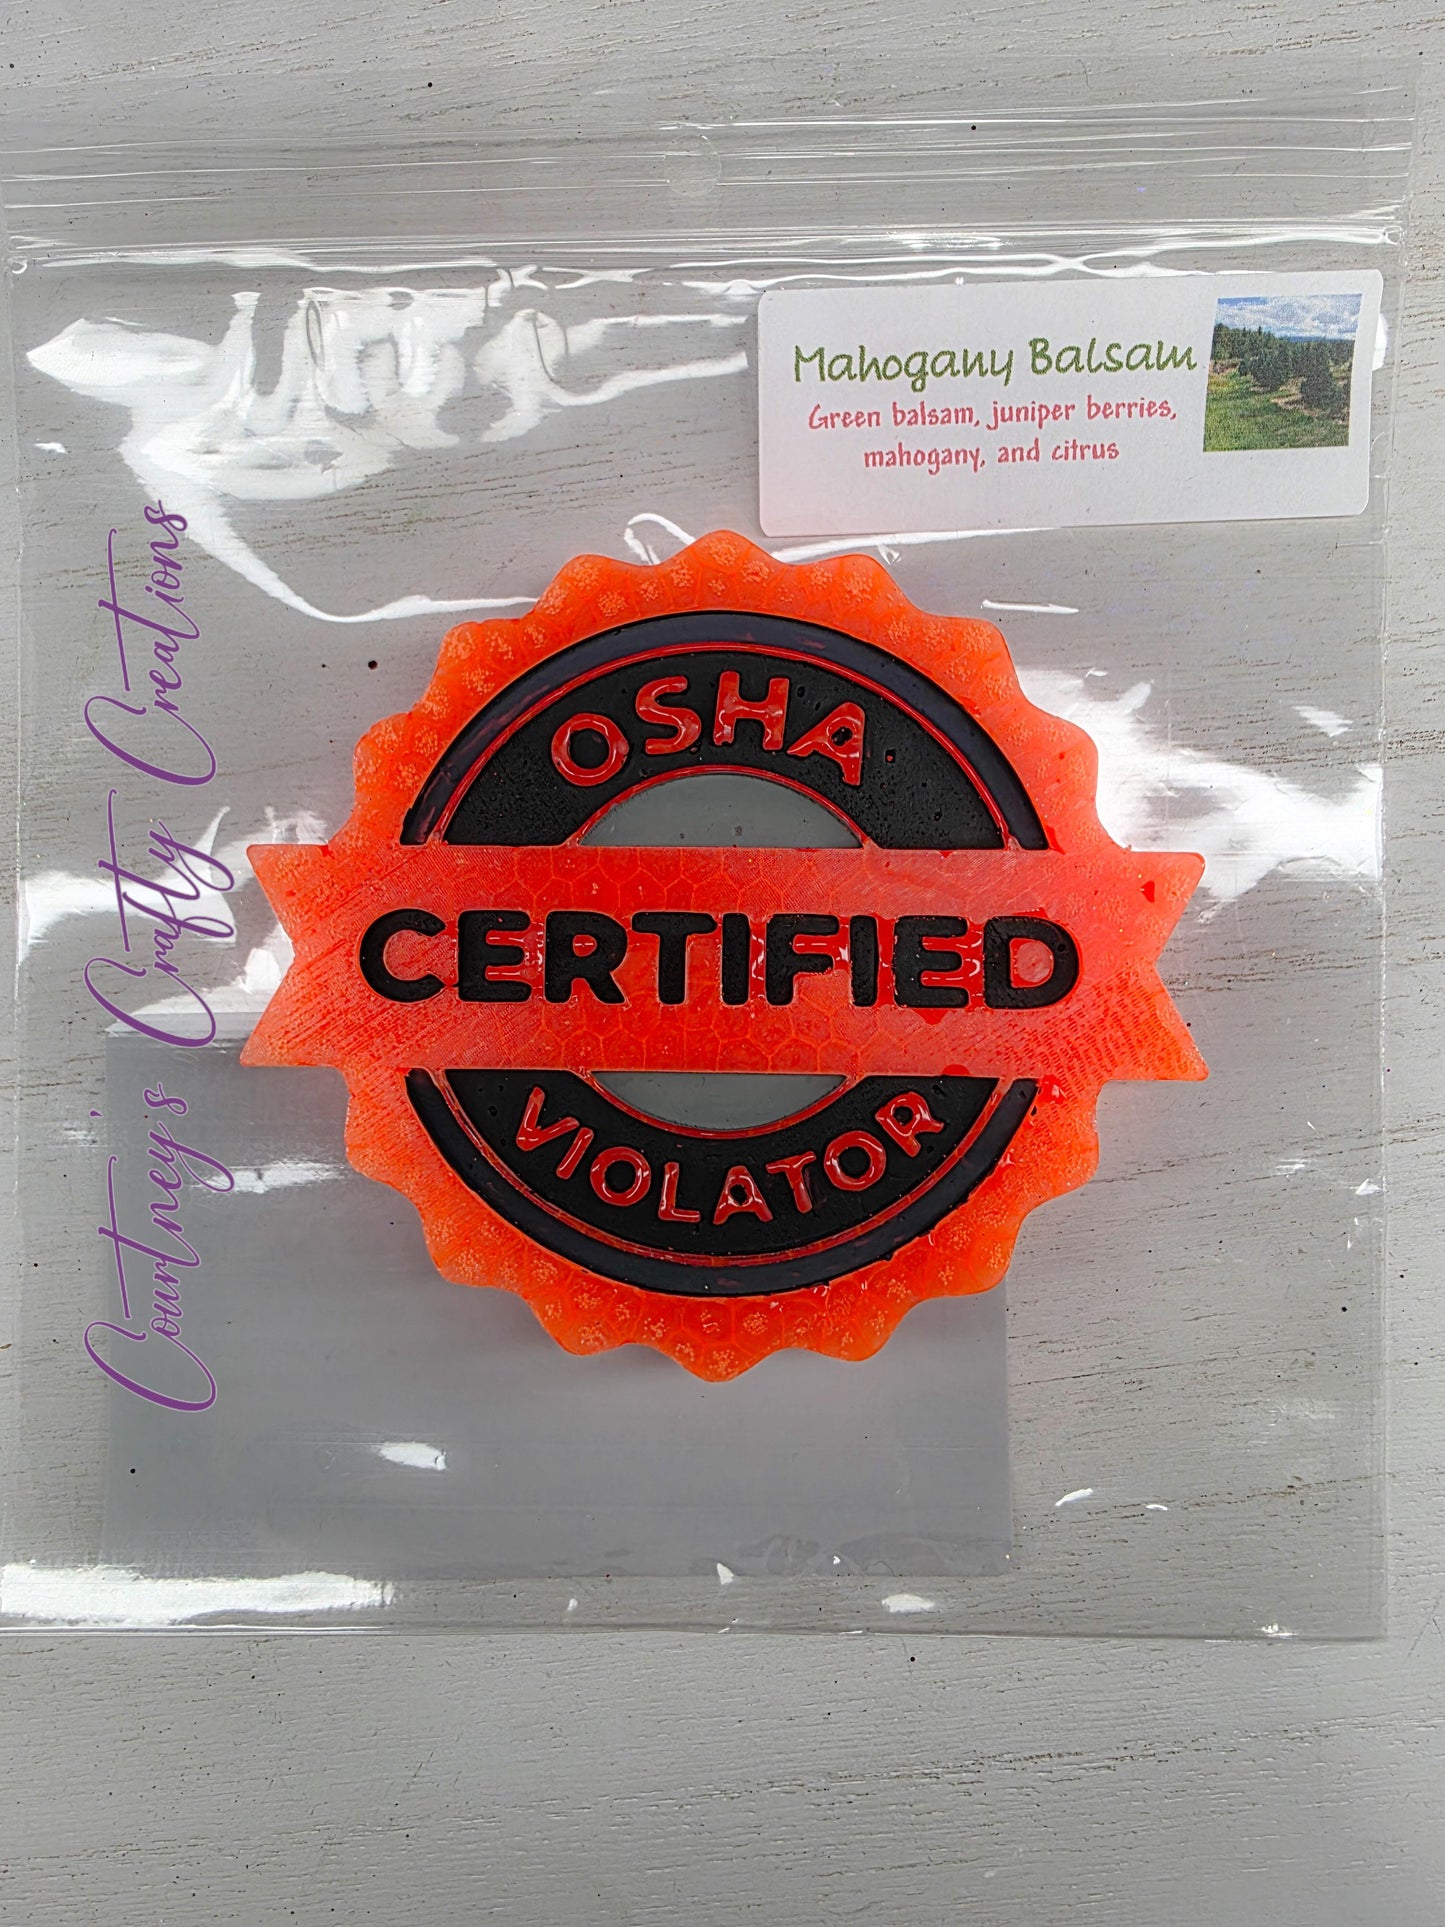 Mahogany Balsam
Green balsam, juniper berries,
mahogany, and citrus
OSHA
CERTIFIED
VIOLATOR
Courtney's Crafty Creations